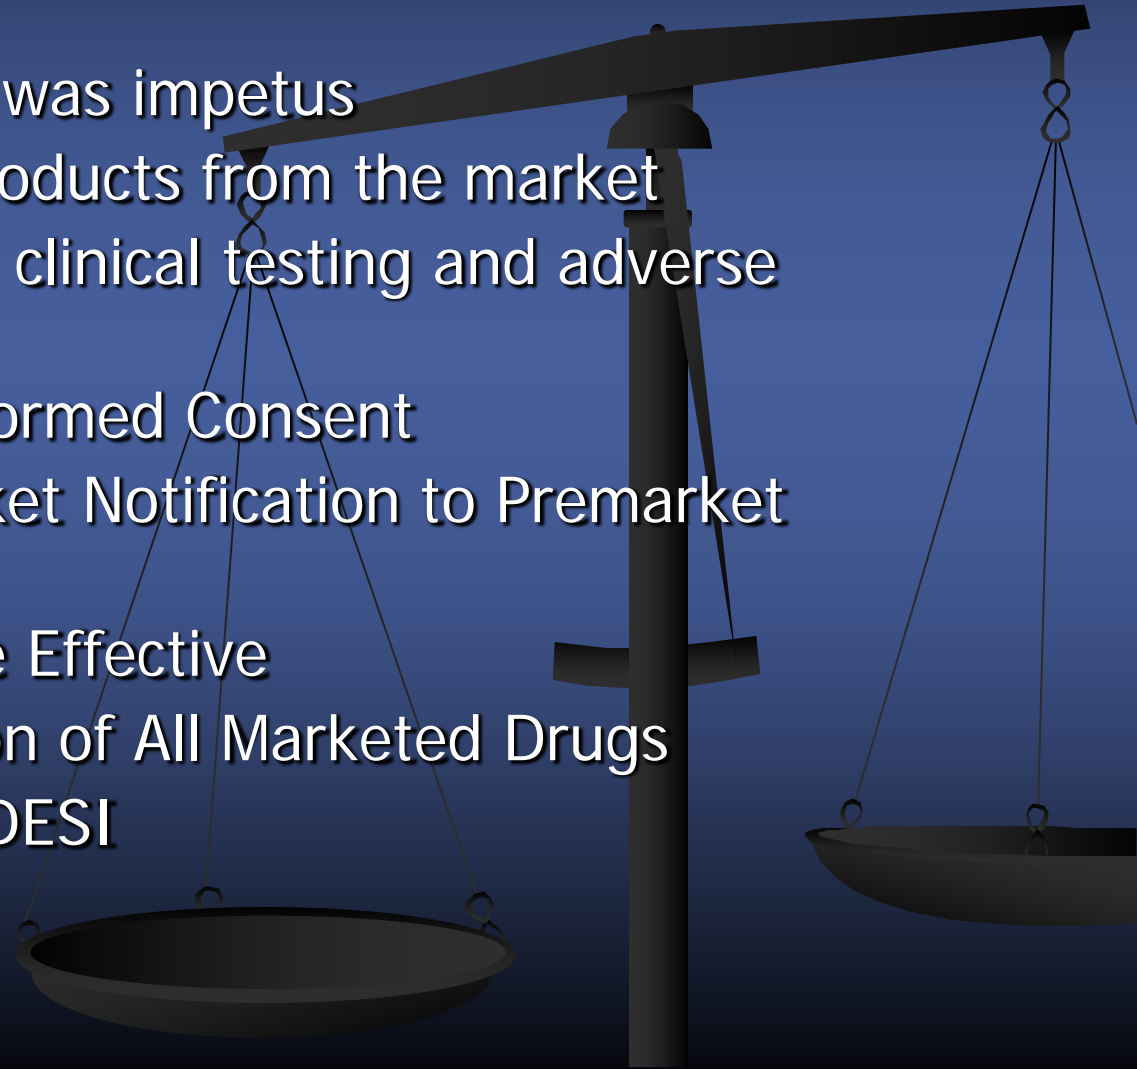 was impetus
oducts from the market
clinical testing and adverse
ormed Consent
ket Notification to Premarket
e Effective
on of All Marketed Drugs
DESI